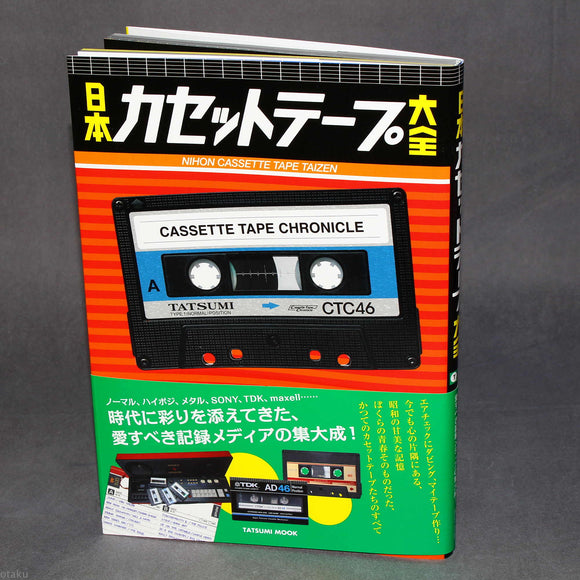 日本カセットテープ大全
NIHON CASSETTE TAPE TAIZEN
CASSETTE TAPE CHRONICLE
A
TATSUMI
TYPE I(NORMAL)POSITION
CTC46
ノーマル、ハイポジ、メタル、SONY、TDK、maxell……
時代に彩りを添えてきた、
愛すべき記録メディアの集大成!
エアチェックにダビング、マイテープ作り…
今でも心の片隅にある、
昭和の甘美な記憶
ぼくらの青春そのものだった、
かつてのカセットテープたちのすべて
TDK
AD46
TATSUMI MOOK
日本カセットテープ大全
otaku